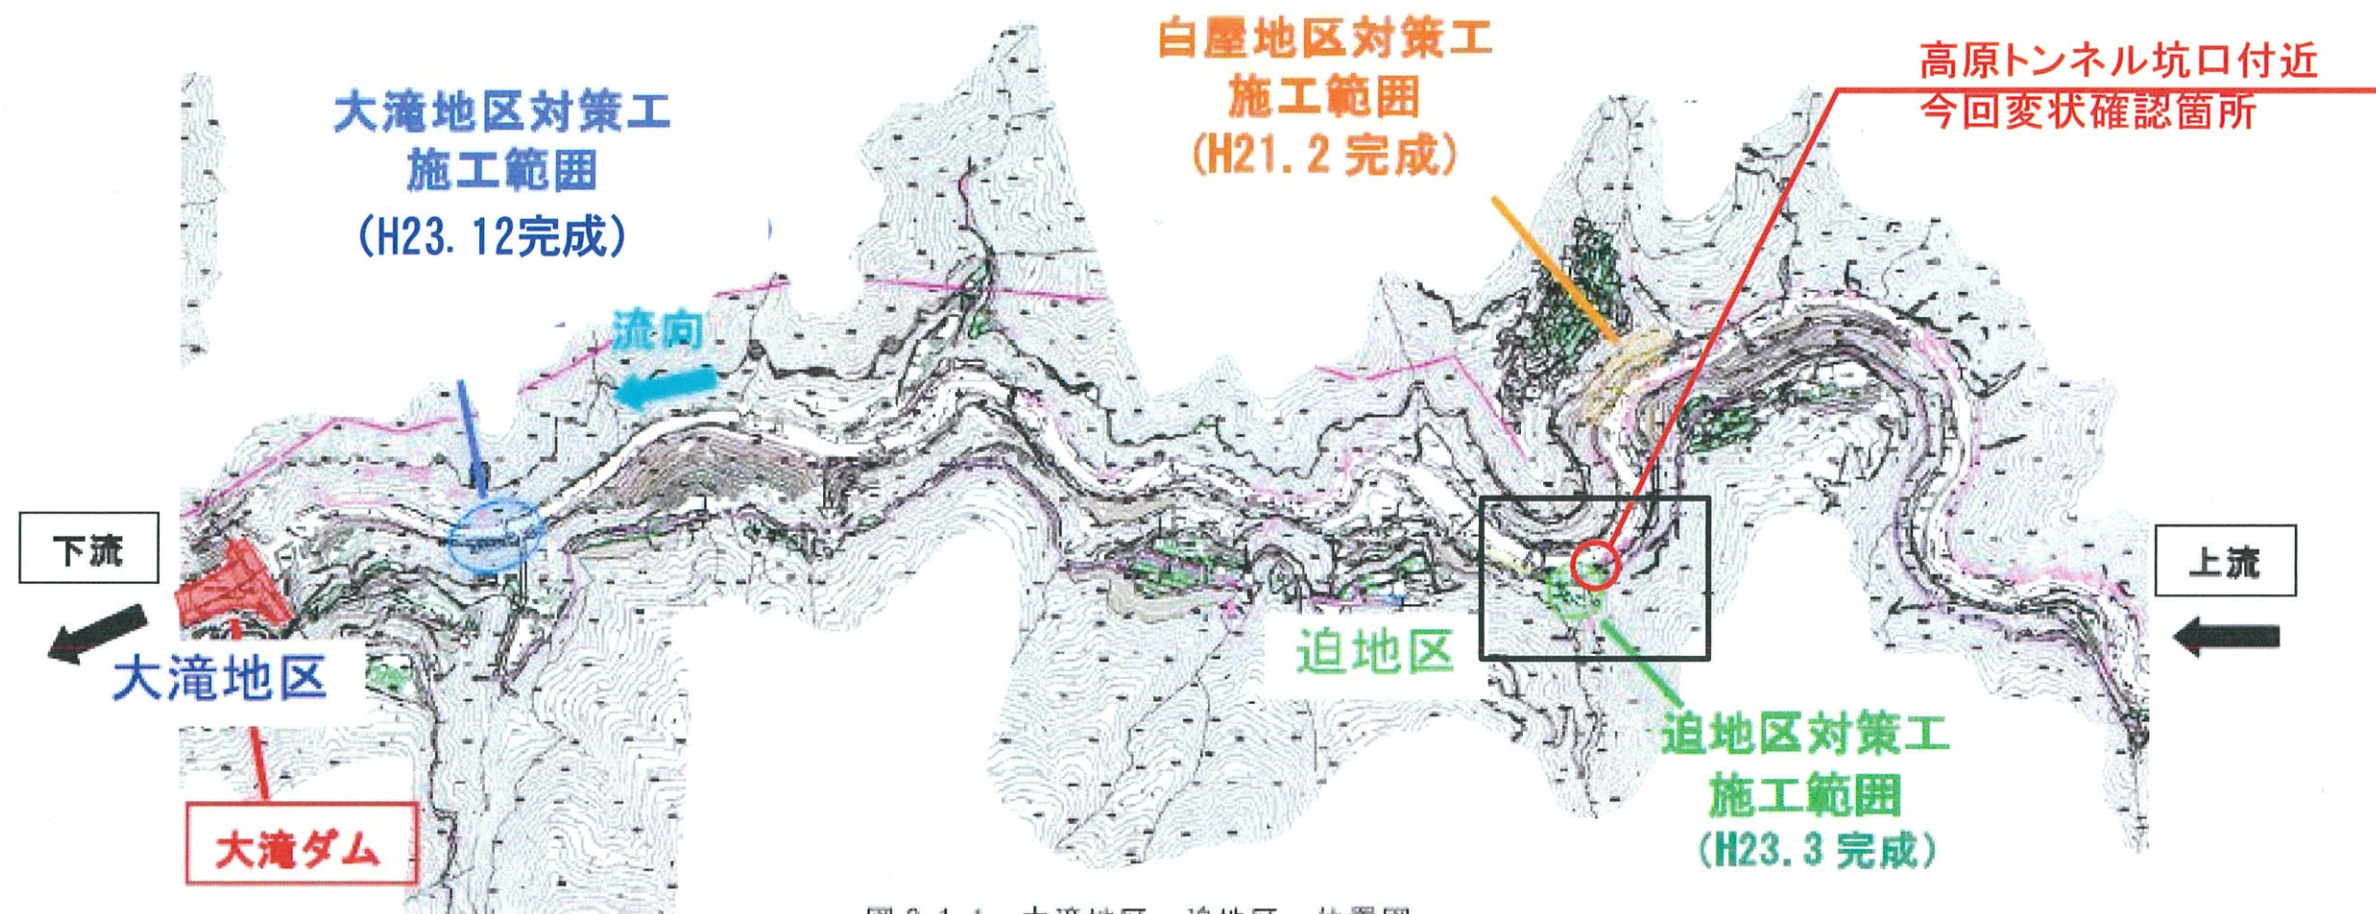 白屋地区対策工
施工範囲
(H21.2 完成)
高原トンネル坑口付近
今回変状確認箇所
大滝地区対策工
施工範囲
(H23.12完成)
流向
下流
上流
大滝地区
迫地区
迫地区対策工
施工範囲
(H23.3 完成)
大滝ダム